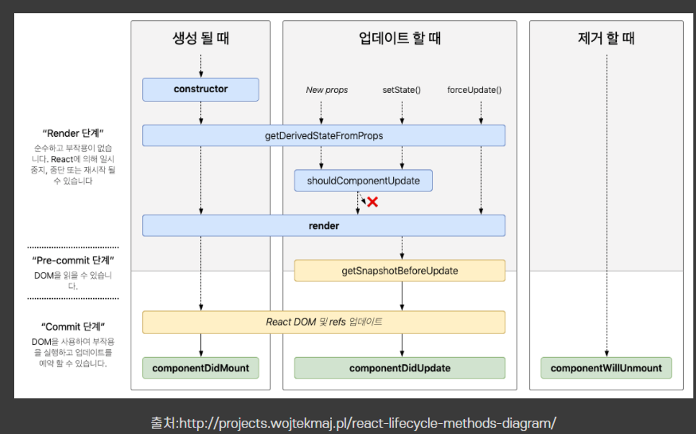 생성 될 때
업데이트 할 때
제거 할 때
constructor
New props
setState()
forceUpdate()
"Render 단계"
순수하고 부작용이 없습니
다. React에 의해 일시
중지, 중단 또는 재시작 될
수 있습니다
getDerivedStateFromProps
shouldComponentUpdate
render
"Pre-commit 단계"
DOM을 읽을 수 있습니
다.
getSnapshotBeforeUpdate
"Commit 단계"
DOM을 사용하여 부작용
을 실행하고 업데이트를
예약 할 수 있습니다.
React DOM 및 refs 업데이트
componentDidMount
componentDidUpdate
componentWillUnmount
출처:http://projects.wojtekmaj.pl/react-lifecycle-methods-diagram/